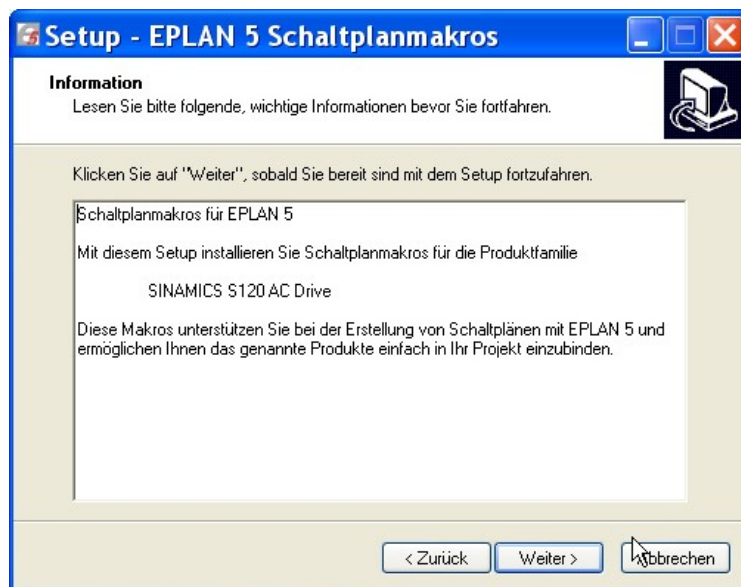 Setup - EPLAN 5 Schaltplanmakros
Information
Lesen Sie bitte folgende, wichtige Informationen bevor Sie fortfahren.
Klicken Sie auf "Weiter", sobald Sie bereit sind mit dem Setup fortzufahren.
Schaltplanmakros für EPLAN 5
Mit diesem Setup installieren Sie Schaltplanmakros für die Produktfamilie
SINAMICS S120 AC Drive
Diese Makros unterstützen Sie bei der Erstellung von Schaltplänen mit EPLAN 5 und
ermöglichen Ihnen das genannte Produkte einfach in Ihr Projekt einzubinden.
< Zurück Weiter > Abbrechen